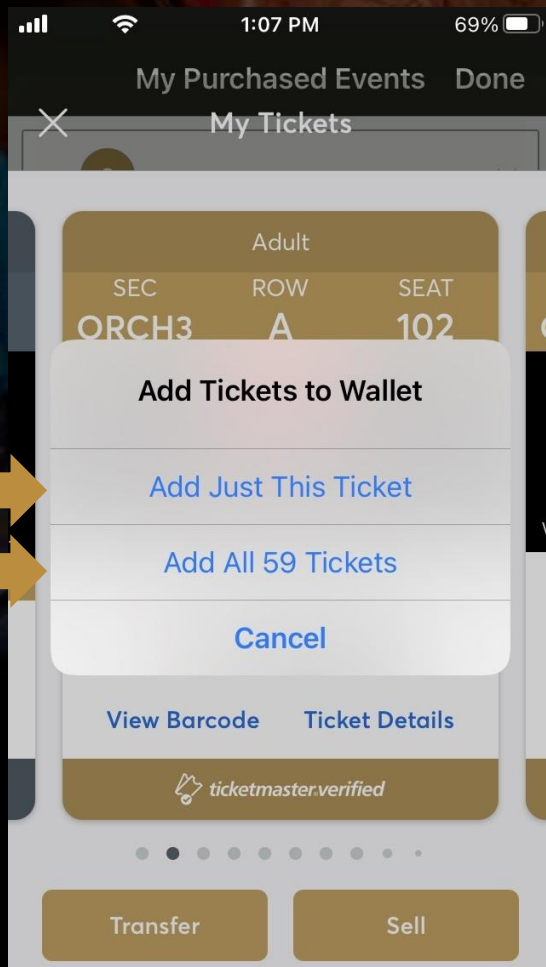 1:07 PM 69%
My Purchased Events Done
My Tickets
Adult
SEC ROW SEAT
ORCH3 A 102
Add Tickets to Wallet
Add Just This Ticket
Add All 59 Tickets
Cancel
View Barcode Ticket Details
ticketmaster.verified
Transfer Sell